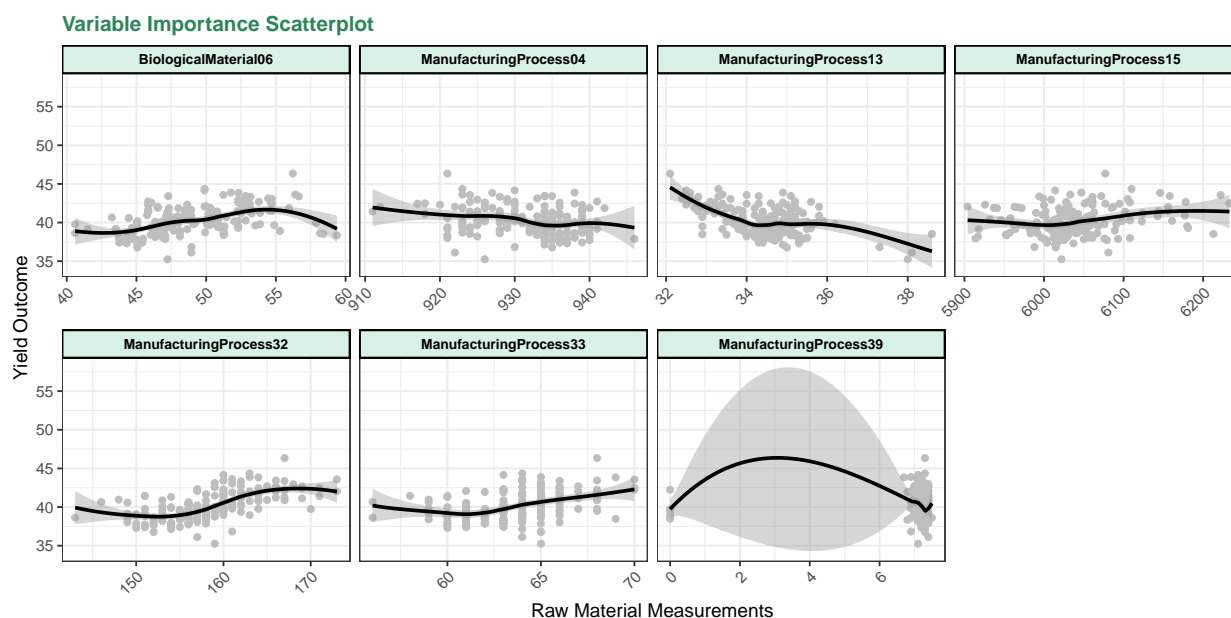 Variable Importance Scatterplot
BiologicalMaterial06 ManufacturingProcess04 ManufacturingProcess13 ManufacturingProcess15
55
50
45
40
35
40 45 50 55 60 910 920 930 940 32 34 36 38 5900 6000 6100 6200
Yield Outcome
ManufacturingProcess32 ManufacturingProcess33 ManufacturingProcess39
55
50
45
40
35
150 160 170 60 65 70 0 2 4 6
Raw Material Measurements